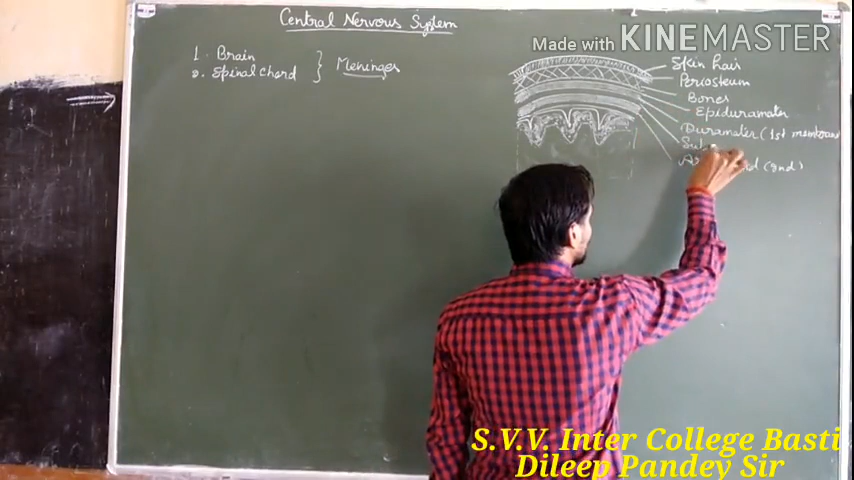 Central Nervous System
1. Brain
2. Spinal Chord
} Meninges
Made with KINEMASTER
Skin hair
Periosteum
Bones
Epiduramater
Duramater (1st membrane
Sub
(2nd)
S.V.V. Inter College Basti
Dileep Pandey Sir